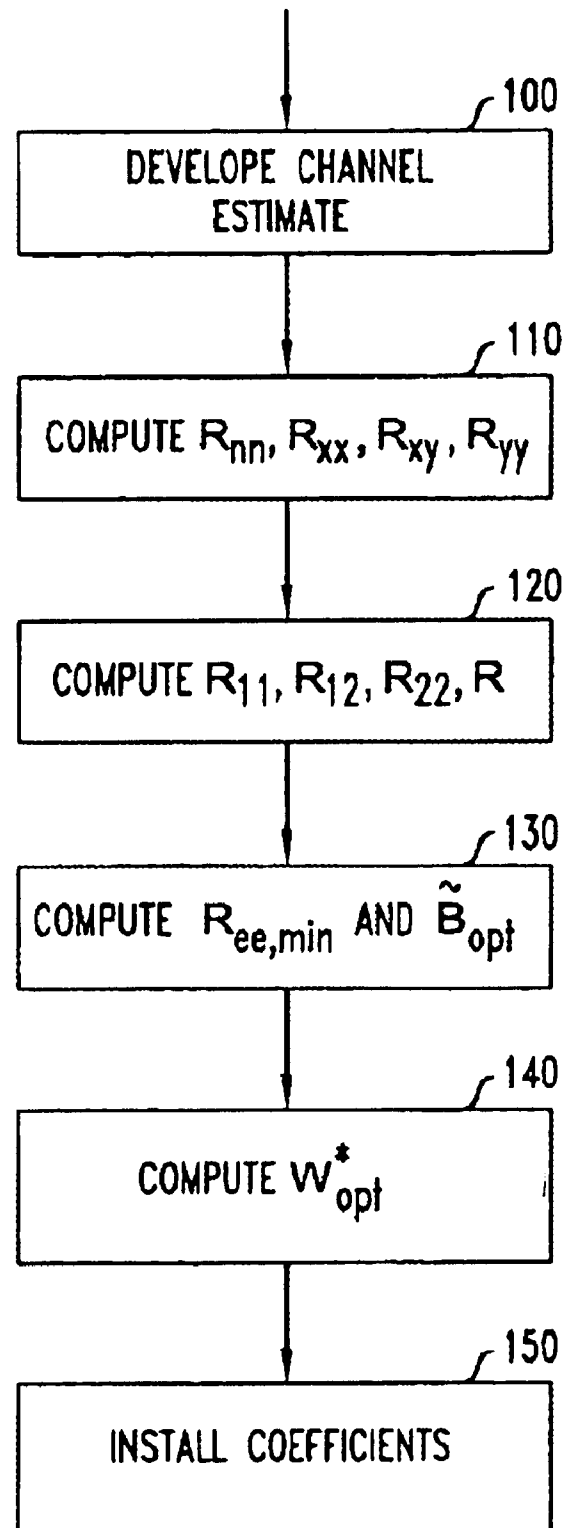 100
DEVELOPE CHANNEL
ESTIMATE
110
COMPUTE Rnn, Rxx, Rxy, Ryy
120
COMPUTE R11, R12, R22, R
130
COMPUTE Ree,min AND B̃opt
140
COMPUTE W*opt
150
INSTALL COEFFICIENTS